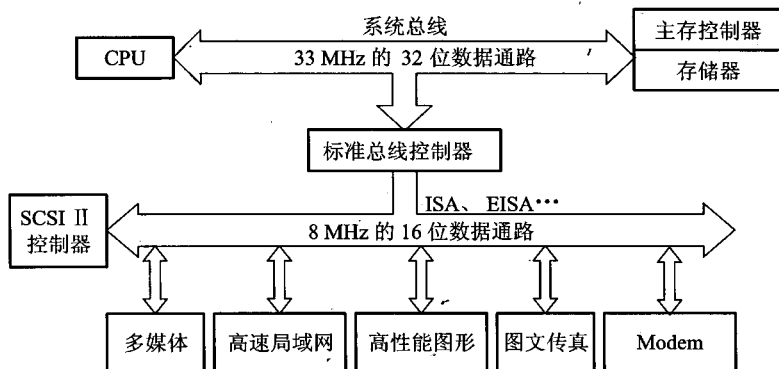 系统总线
CPU
33 MHz 的 32 位数据通路
主存控制器
存储器
标准总线控制器
ISA、 EISA…
SCSI Ⅱ
控制器
8 MHz 的 16 位数据通路
多媒体
高速局域网
高性能图形
图文传真
Modem